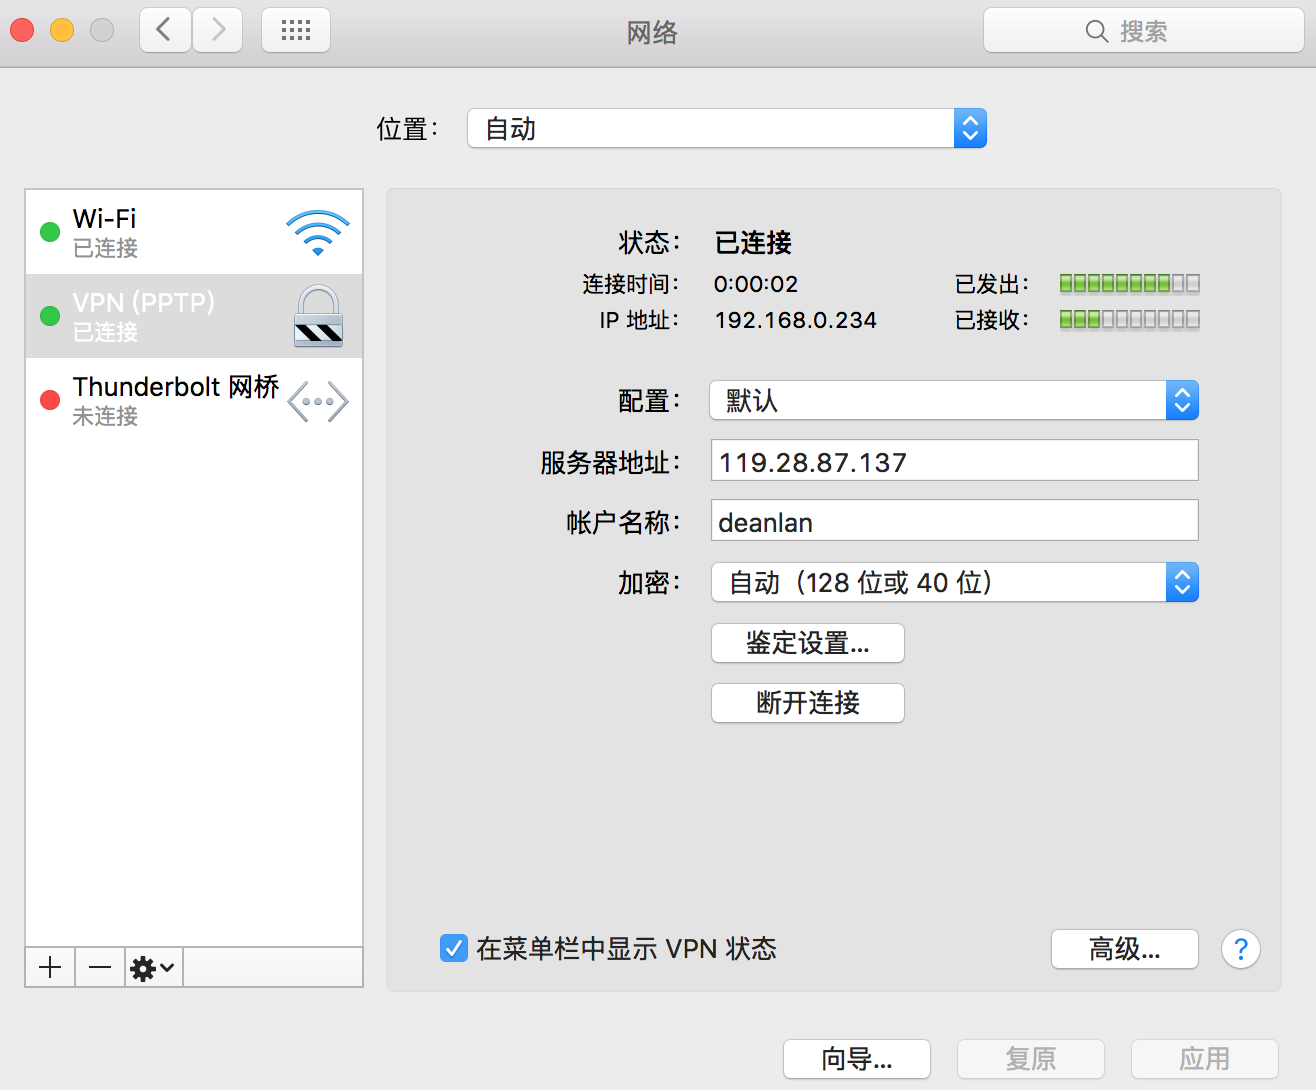 网络
搜索
位置：
自动
Wi-Fi
已连接
VPN (PPTP)
已连接
Thunderbolt 网桥
未连接
状态： 已连接
连接时间： 0:00:02 已发出：
IP 地址： 192.168.0.234 已接收：
配置： 默认
服务器地址： 119.28.87.137
帐户名称： deanlan
加密： 自动（128 位或 40 位）
鉴定设置...
断开连接
在菜单栏中显示 VPN 状态
高级...
?
向导...
复原
应用